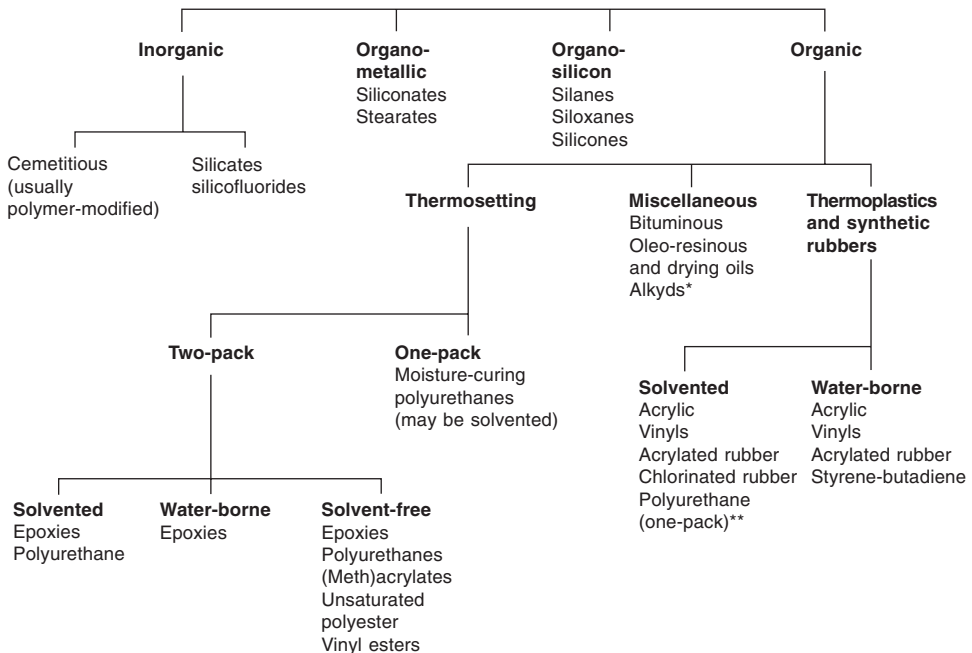 Inorganic
Organo-
metallic
Siliconates
Stearates
Organo-
silicon
Silanes
Siloxanes
Silicones
Organic
Cemetitious
(usually
polymer-modified)
Silicates
silicofluorides
Thermosetting
Miscellaneous
Bituminous
Oleo-resinous
and drying oils
Alkyds*
Thermoplastics
and synthetic
rubbers
Two-pack
One-pack
Moisture-curing
polyurethanes
(may be solvented)
Solvented
Acrylic
Vinyls
Acrylated rubber
Chlorinated rubber
Polyurethane
(one-pack)**
Water-borne
Acrylic
Vinyls
Acrylated rubber
Styrene-butadiene
Solvented
Epoxies
Polyurethane
Water-borne
Epoxies
Solvent-free
Epoxies
Polyurethanes
(Meth)acrylates
Unsaturated
polyester
Vinyl esters